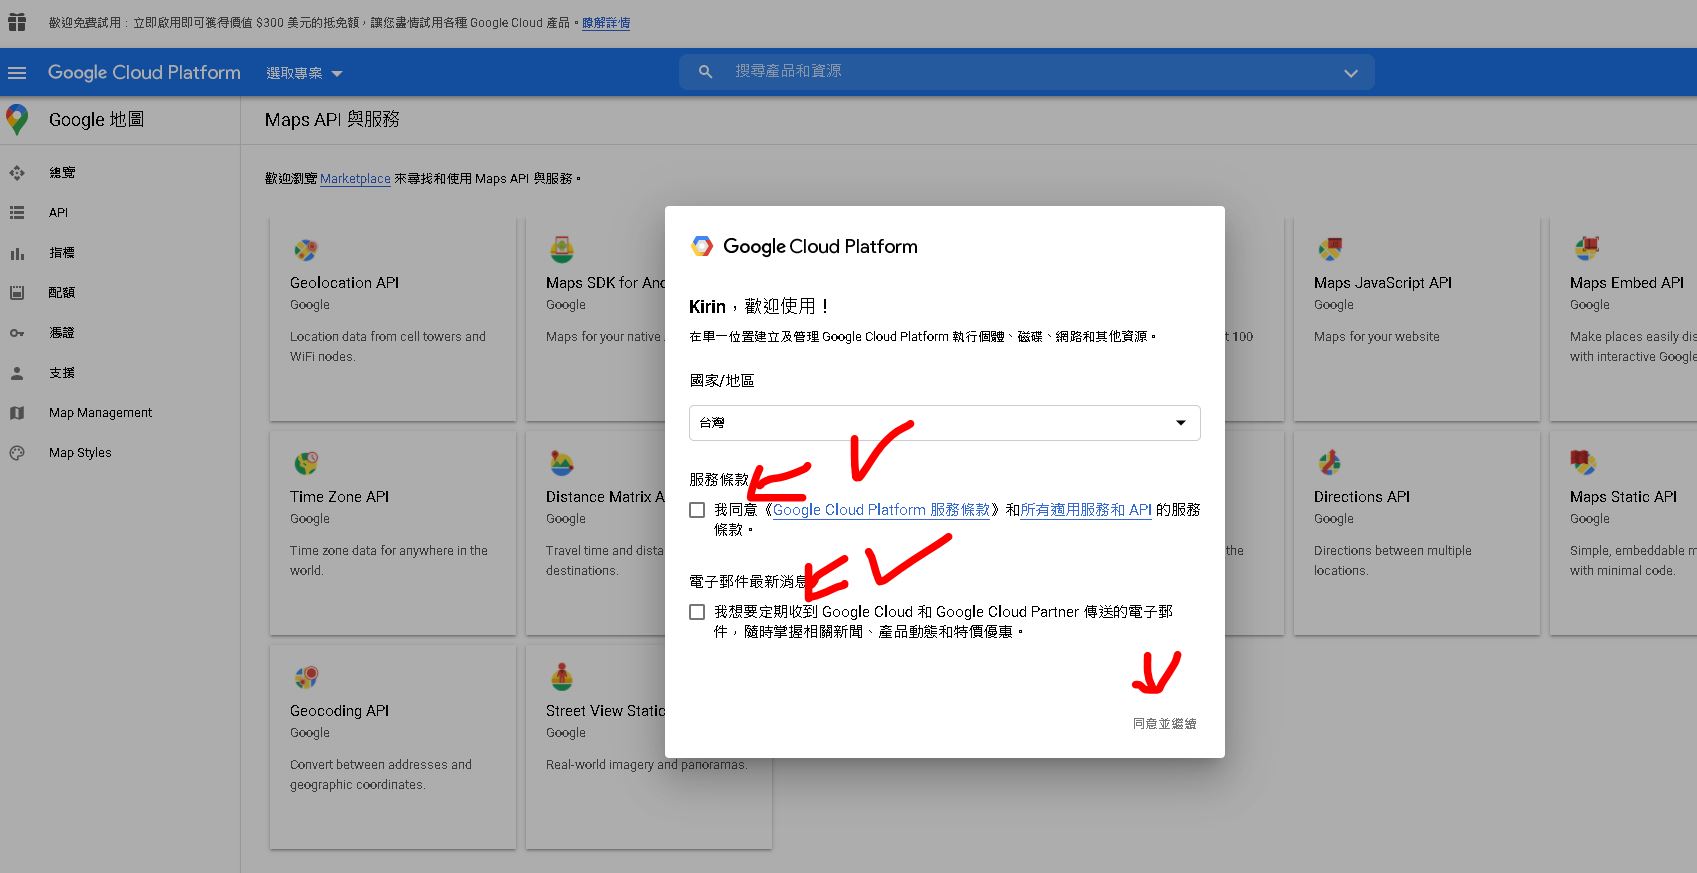 歡迎免費試用：立即啟用即可獲得價值 $300 美元的抵免額，讓您盡情試用各種 Google Cloud 產品。瞭解詳情
Google Cloud Platform
選取專案
搜尋產品和資源
Google 地圖
Maps API 與服務
總覽
API
指標
配額
憑證
支援
Map Management
Map Styles
歡迎瀏覽 Marketplace 來尋找和使用 Maps API 與服務。
Geolocation API
Google
Location data from cell towers and
WiFi nodes.
Maps SDK for And
Google
Maps for your native
t 100
Maps JavaScript API
Google
Maps for your website
Maps Embed API
Google
Make places easily dis
with interactive Google
Time Zone API
Google
Time zone data for anywhere in the
world.
Distance Matrix A
Google
Travel time and dista
destinations.
the
Directions API
Google
Directions between multiple
locations.
Maps Static API
Google
Simple, embeddable m
with minimal code.
Geocoding API
Google
Convert between addresses and
geographic coordinates.
Street View Static
Google
Real-world imagery and panoramas.
Google Cloud Platform
Kirin，歡迎使用！
在單一位置建立及管理 Google Cloud Platform 執行個體、磁碟、網路和其他資源。
國家/地區
台灣
服務條款
我同意《Google Cloud Platform 服務條款》和所有適用服務和 API 的服務
條款。
電子郵件最新消息
我想要定期收到 Google Cloud 和 Google Cloud Partner 傳送的電子郵
件，隨時掌握相關新聞、產品動態和特價優惠。
同意並繼續